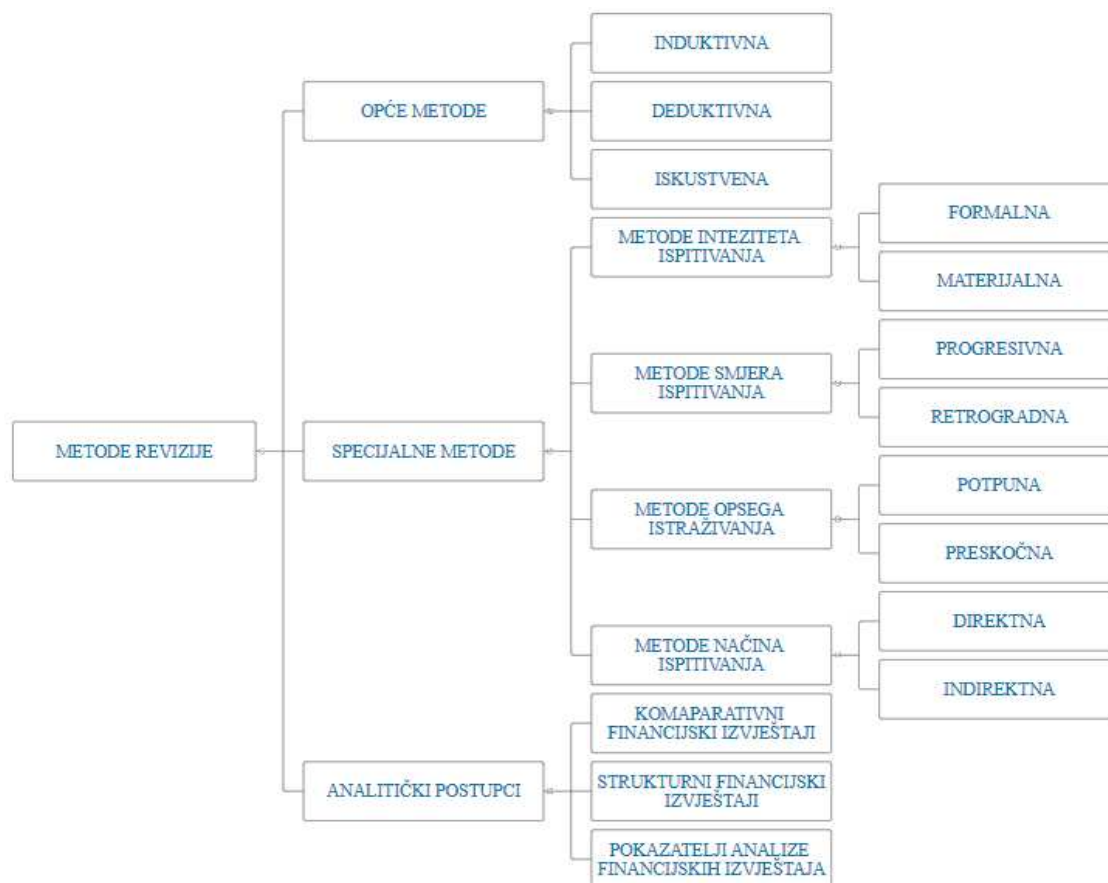 METODE REVIZIJE
OPĆE METODE
INDUKTIVNA
DEDUKTIVNA
ISKUSTVENA
SPECIJALNE METODE
METODE INTEZITETA
ISPITIVANJA
FORMALNA
MATERIJALNA
METODE SMJERA
ISPITIVANJA
PROGRESIVNA
RETROGRADNA
METODE OPSEGA
ISTRAŽIVANJA
POTPUNA
PRESKOČNA
METODE NAČINA
ISPITIVANJA
DIREKTNA
INDIREKTNA
ANALITIČKI POSTUPCI
KOMAPARATIVNI
FINANCIJSKI IZVJEŠTAJI
STRUKTURNI FINANCIJSKI
IZVJEŠTAJI
POKAZATELJI ANALIZE
FINANCIJSKIH IZVJEŠTAJA